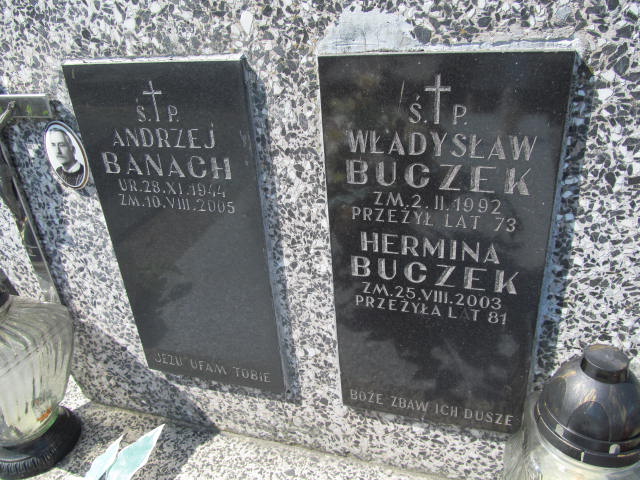 Ś. P.
ANDRZEJ
BANACH
UR. 28. XI. 1944
ZM. 10. VIII. 2005
JEZU UFAM TOBIE
Ś. P.
WŁADYSŁAW
BUCZEK
ZM. 2. II. 1992
PRZEŻYŁ LAT 73
HERMINA
BUCZEK
ZM. 25. VIII. 2003
PRZEŻYŁA LAT 81
BOŻE ZBAW ICH DUSZE